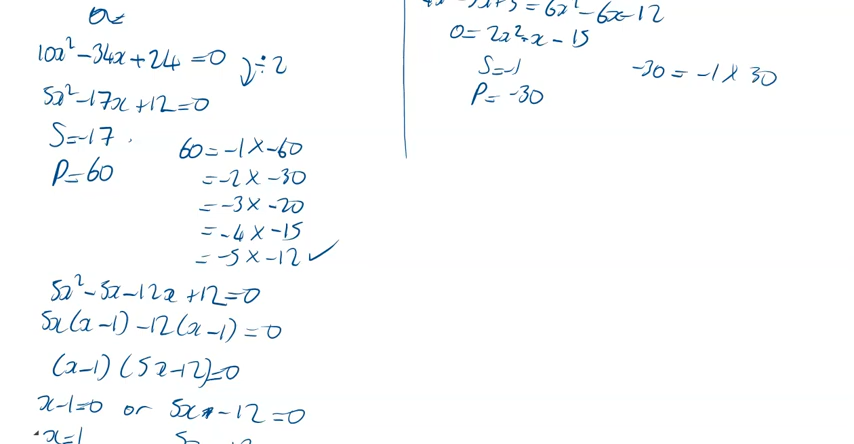 10x² - 34x + 24 = 0 ÷2
5x² - 17x + 12 = 0
S = -17
P = 60
60 = -1 × -60
= -2 × -30
= -3 × -20
= -4 × -15
= -5 × -12 ✓
5x² - 5x - 12x + 12 = 0
5x(x - 1) - 12(x - 1) = 0
(x - 1)(5x - 12) = 0
x - 1 = 0 or 5x - 12 = 0
x = 1
= 6x² - 6x - 12
0 = 2x² - x - 15
S = -1
P = -30
-30 = -1 × 30